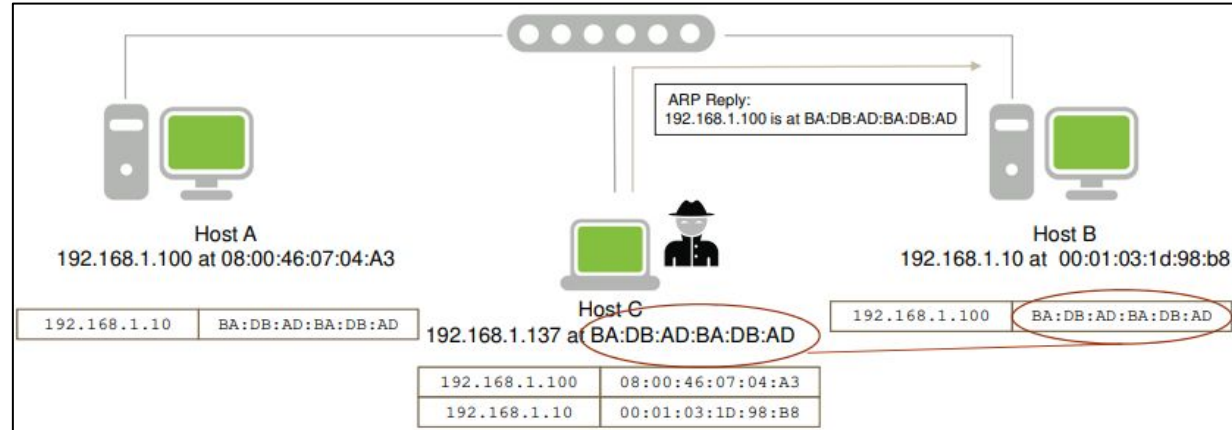 ARP Reply:
192.168.1.100 is at BA:DB:AD:BA:DB:AD
Host A
192.168.1.100 at 08:00:46:07:04:A3
Host B
192.168.1.10 at 00:01:03:1d:98:b8
192.168.1.10 BA:DB:AD:BA:DB:AD
Host C
192.168.1.137 at BA:DB:AD:BA:DB:AD
192.168.1.100 BA:DB:AD:BA:DB:AD
192.168.1.100 08:00:46:07:04:A3
192.168.1.10 00:01:03:1D:98:B8